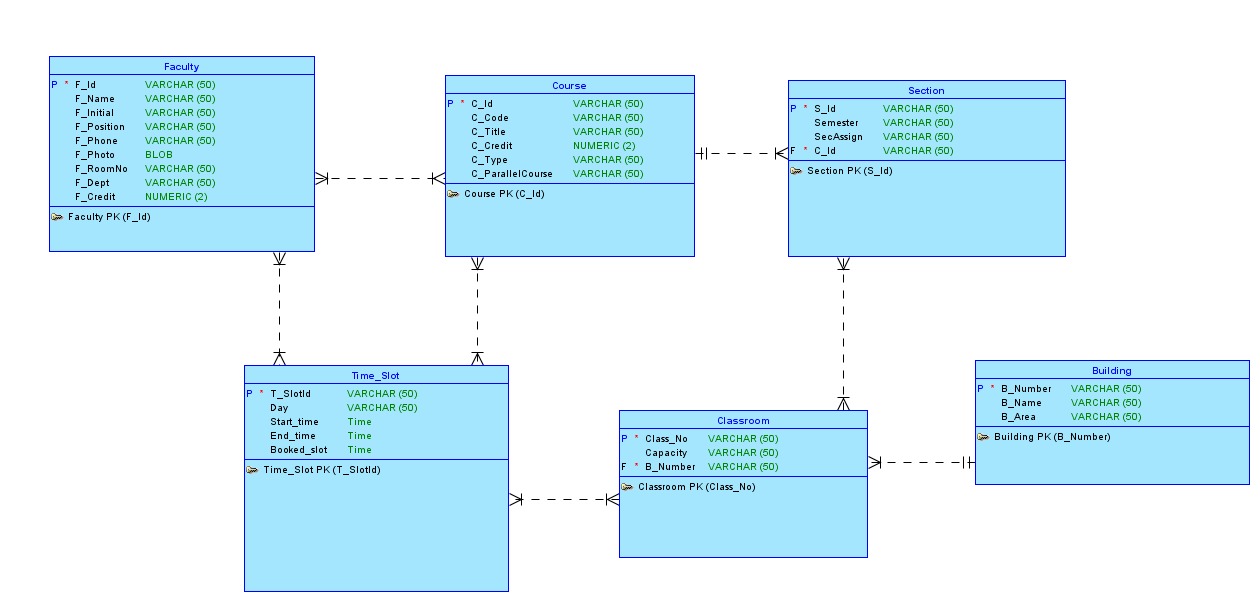 Faculty
P * F_Id VARCHAR (50)
F_Name VARCHAR (50)
F_Initial VARCHAR (50)
F_Position VARCHAR (50)
F_Phone VARCHAR (50)
F_Photo BLOB
F_RoomNo VARCHAR (50)
F_Dept VARCHAR (50)
F_Credit NUMERIC (2)
Faculty PK (F_Id)
Course
P * C_Id VARCHAR (50)
C_Code VARCHAR (50)
C_Title VARCHAR (50)
C_Credit NUMERIC (2)
C_Type VARCHAR (50)
C_ParallelCourse VARCHAR (50)
Course PK (C_Id)
Section
P * S_Id VARCHAR (50)
Semester VARCHAR (50)
SecAssign VARCHAR (50)
F * C_Id VARCHAR (50)
Section PK (S_Id)
Time_Slot
P * T_SlotId VARCHAR (50)
Day VARCHAR (50)
Start_time Time
End_time Time
Booked_slot Time
Time_Slot PK (T_SlotId)
Classroom
P * Class_No VARCHAR (50)
Capacity VARCHAR (50)
F * B_Number VARCHAR (50)
Classroom PK (Class_No)
Building
P * B_Number VARCHAR (50)
B_Name VARCHAR (50)
B_Area VARCHAR (50)
Building PK (B_Number)